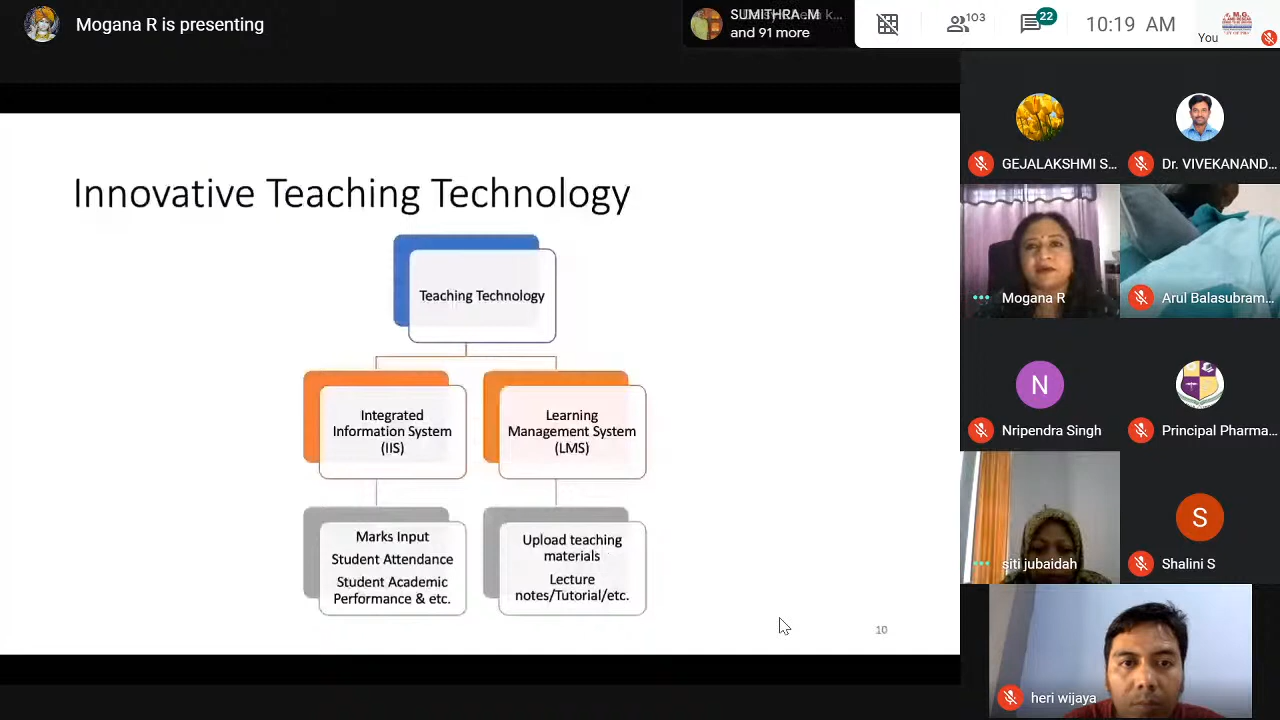 Mogana R is presenting
SUMITHRA .M
and 91 more
103
22
10:19 AM
You
GEJALAKSHMI S...
Dr. VIVEKANAND...
Innovative Teaching Technology
Teaching Technology
Mogana R
Arul Balasubram...
Integrated
Information System
(IIS)
Learning
Management System
(LMS)
N
Nripendra Singh
Principal Pharma...
Marks Input
Student Attendance
Student Academic
Performance & etc.
Upload teaching
materials
Lecture
notes/Tutorial/etc.
siti jubaidah
S
Shalini S
10
heri wijaya